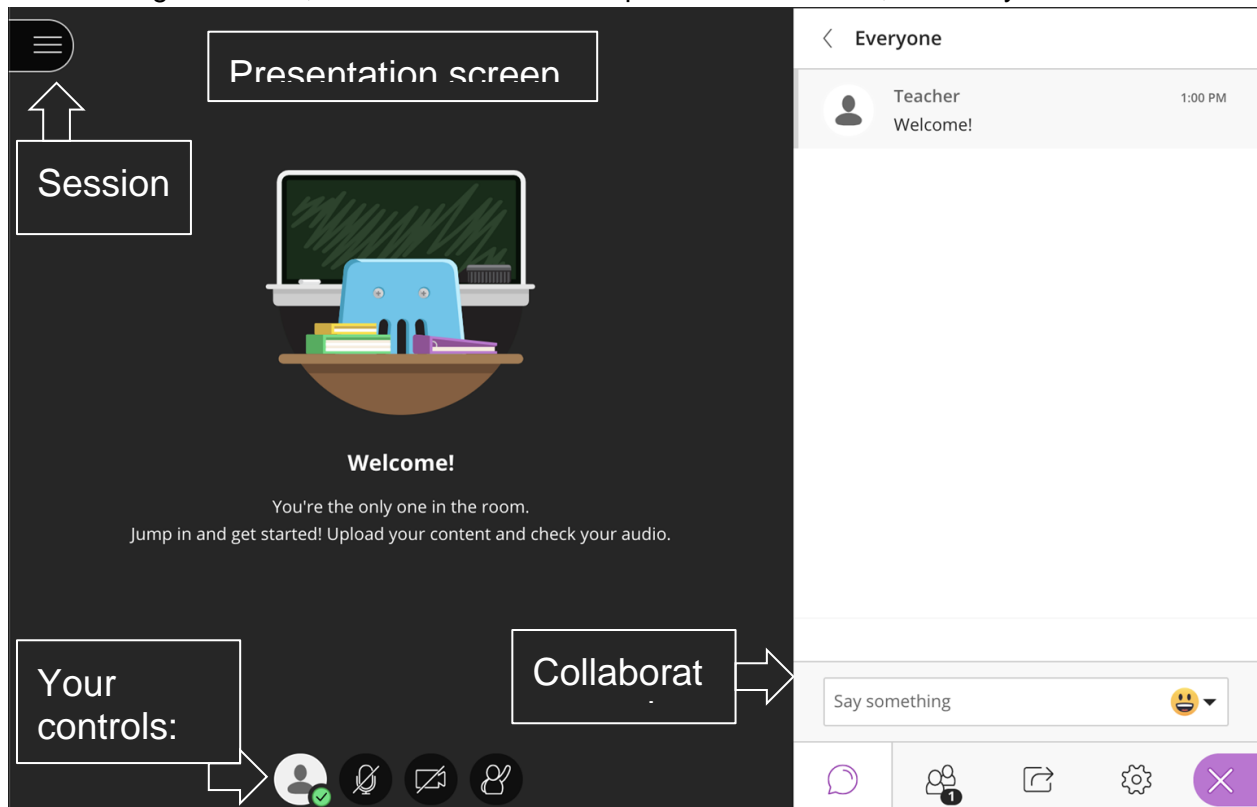 Presentation screen
Session
Welcome!
You're the only one in the room.
Jump in and get started! Upload your content and check your audio.
Your
controls:
Collaborat
Everyone
Teacher
1:00 PM
Welcome!
Say something
1